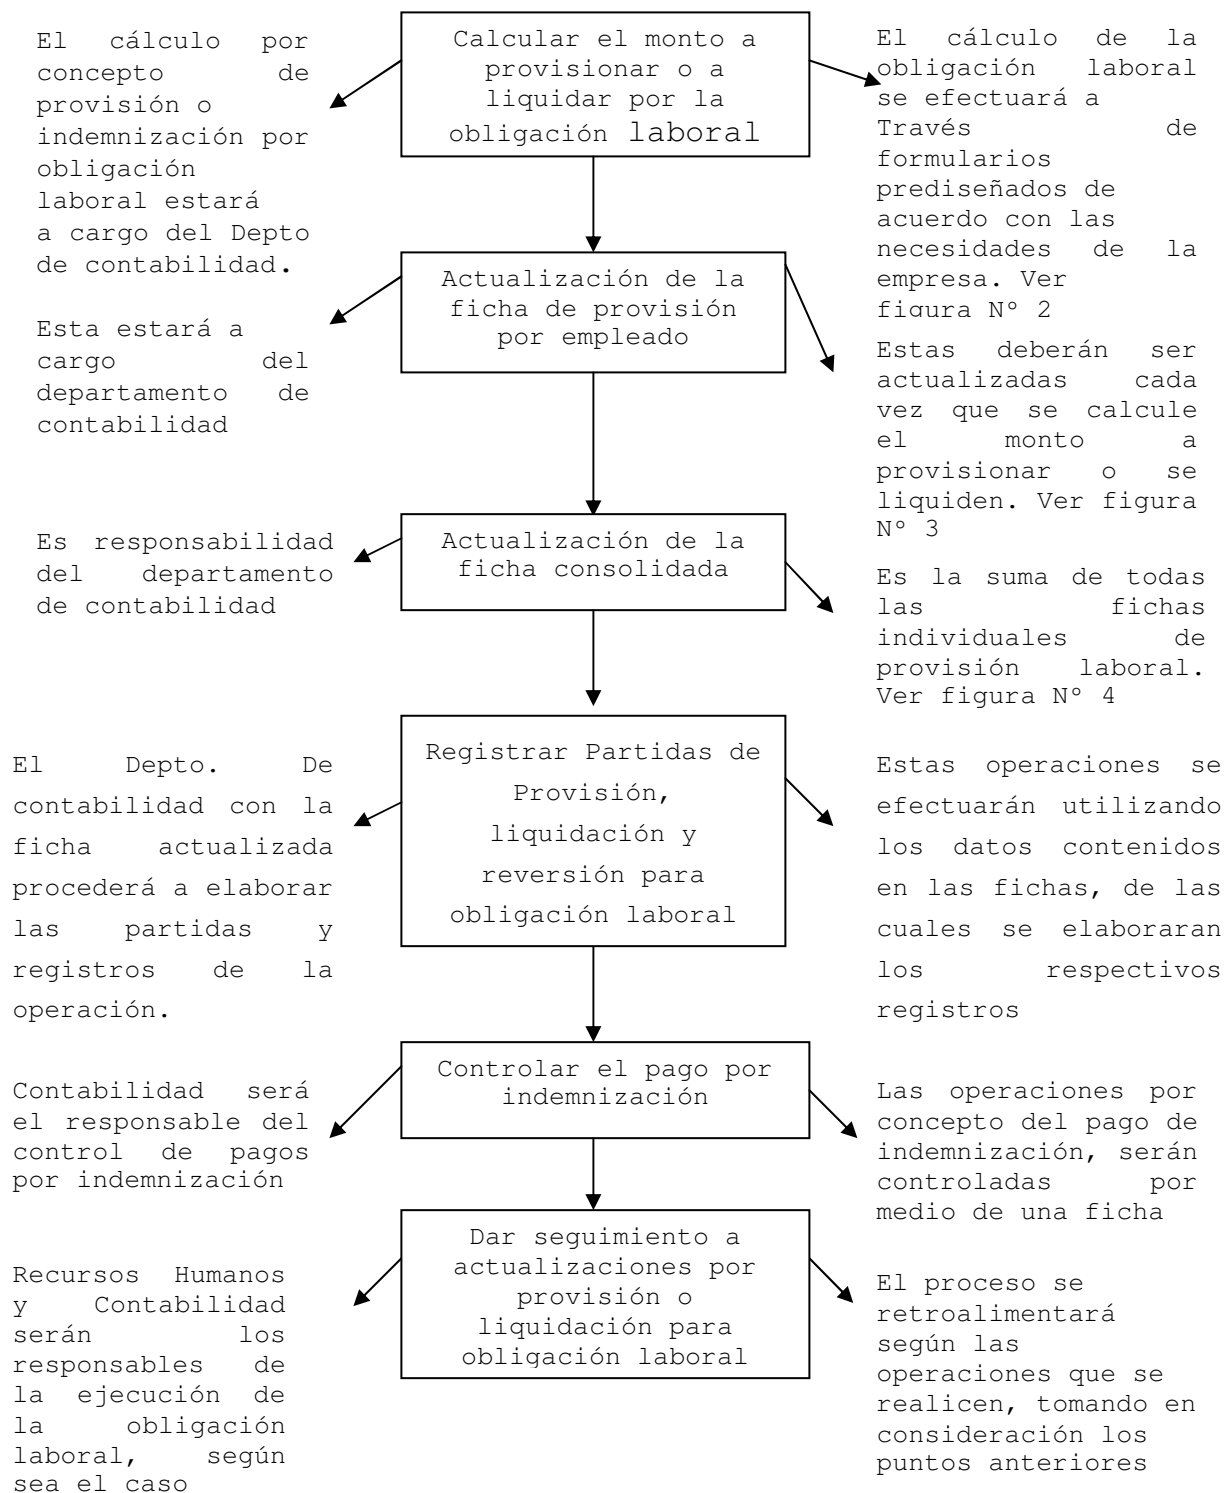 El cálculo por
concepto de
provisión o
indemnización por
obligación
laboral estará
a cargo del Depto
de contabilidad.
Calcular el monto a
provisionar o a
liquidar por la
obligación laboral
El cálculo de la
obligación laboral
se efectuará a
Través de
formularios
prediseñados de
acuerdo con las
necesidades de la
empresa. Ver
figura Nº 2
Esta estará a
cargo del
departamento de
contabilidad
Actualización de la
ficha de provisión
por empleado
Estas deberán ser
actualizadas cada
vez que se calcule
el monto a
provisionar o se
liquiden. Ver figura
Nº 3
Es responsabilidad
del departamento
de contabilidad
Actualización de la
ficha consolidada
Es la suma de todas
las fichas
individuales de
provisión laboral.
Ver figura Nº 4
El Depto. De
contabilidad con la
ficha actualizada
procederá a elaborar
las partidas y
registros de la
operación.
Registrar Partidas de
Provisión,
liquidación y
reversión para
obligación laboral
Estas operaciones se
efectuarán utilizando
los datos contenidos
en las fichas, de las
cuales se elaboraran
los respectivos
registros
Contabilidad será
el responsable del
control de pagos
por indemnización
Controlar el pago por
indemnización
Las operaciones por
concepto del pago de
indemnización, serán
controladas por
medio de una ficha
Recursos Humanos
y Contabilidad
serán los
responsables de
la ejecución de
la obligación
laboral, según
sea el caso
Dar seguimiento a
actualizaciones por
provisión o
liquidación para
obligación laboral
El proceso se
retroalimentará
según las
operaciones que se
realicen, tomando en
consideración los
puntos anteriores